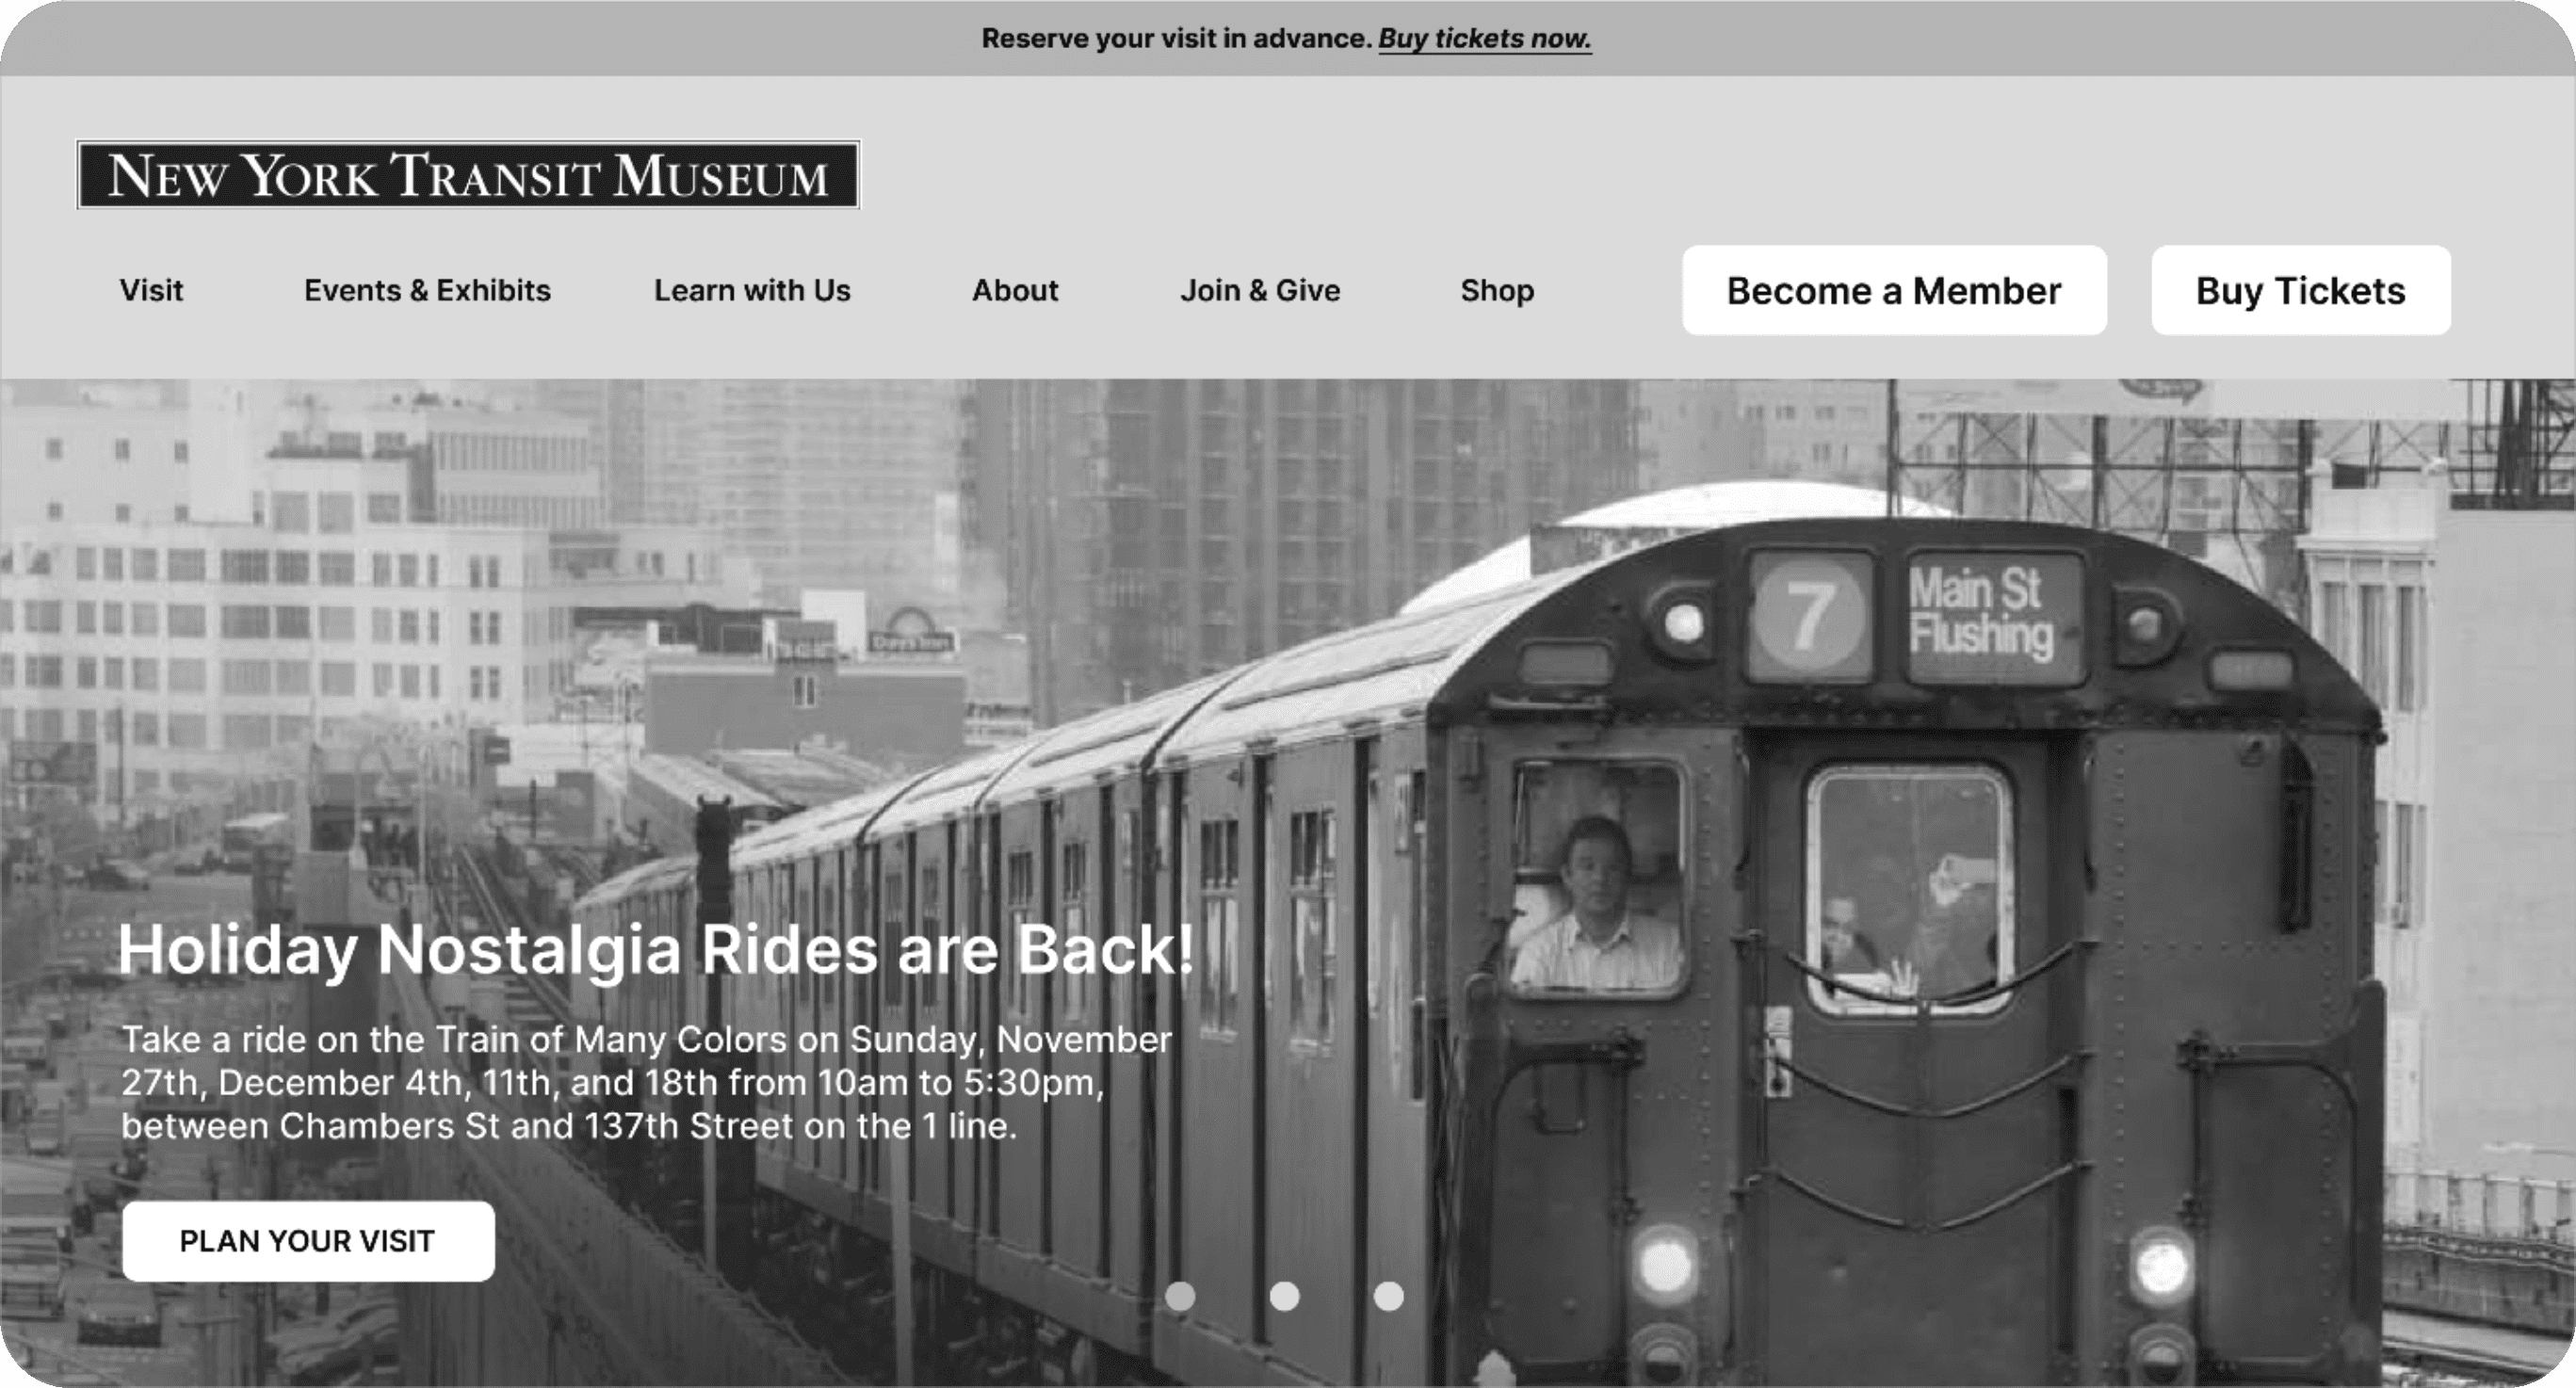 Reserve your visit in advance. Buy tickets now.
NEW YORK TRANSIT MUSEUM
Visit
Events & Exhibits
Learn with Us
About
Join & Give
Shop
Become a Member
Buy Tickets
7
Main St
Flushing
Days Inn
Holiday Nostalgia Rides are Back!
Take a ride on the Train of Many Colors on Sunday, November
27th, December 4th, 11th, and 18th from 10am to 5:30pm,
between Chambers St and 137th Street on the 1 line.
PLAN YOUR VISIT